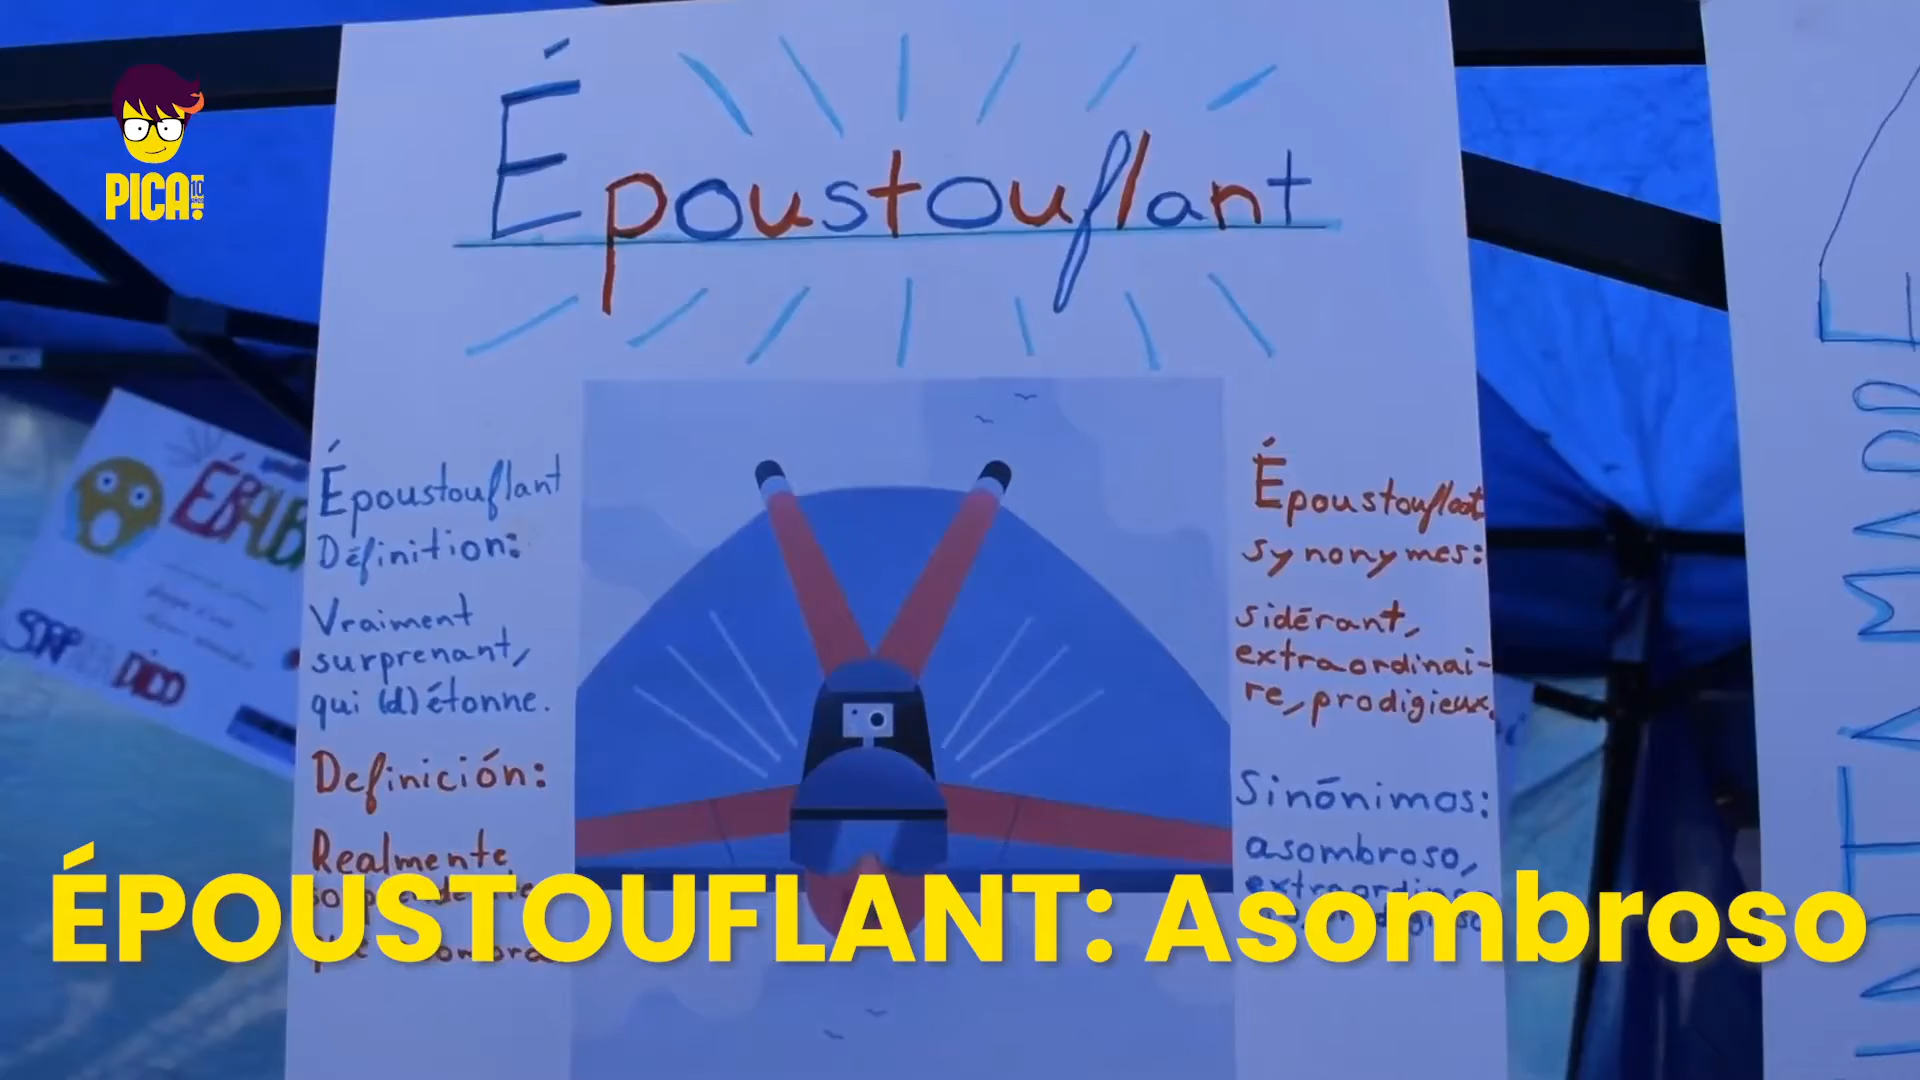 PICA!
10
Époustouflant
Époustouflant
Définition:
Vraiment
surprenant,
qui (d)étonne.
Definición:
Realmente
Époustouflant
synonymes:
sidérant,
extraordinai-
re, prodigieux.
Sinónimos:
asombroso,
ÉPOUSTOUFLANT: Asombroso